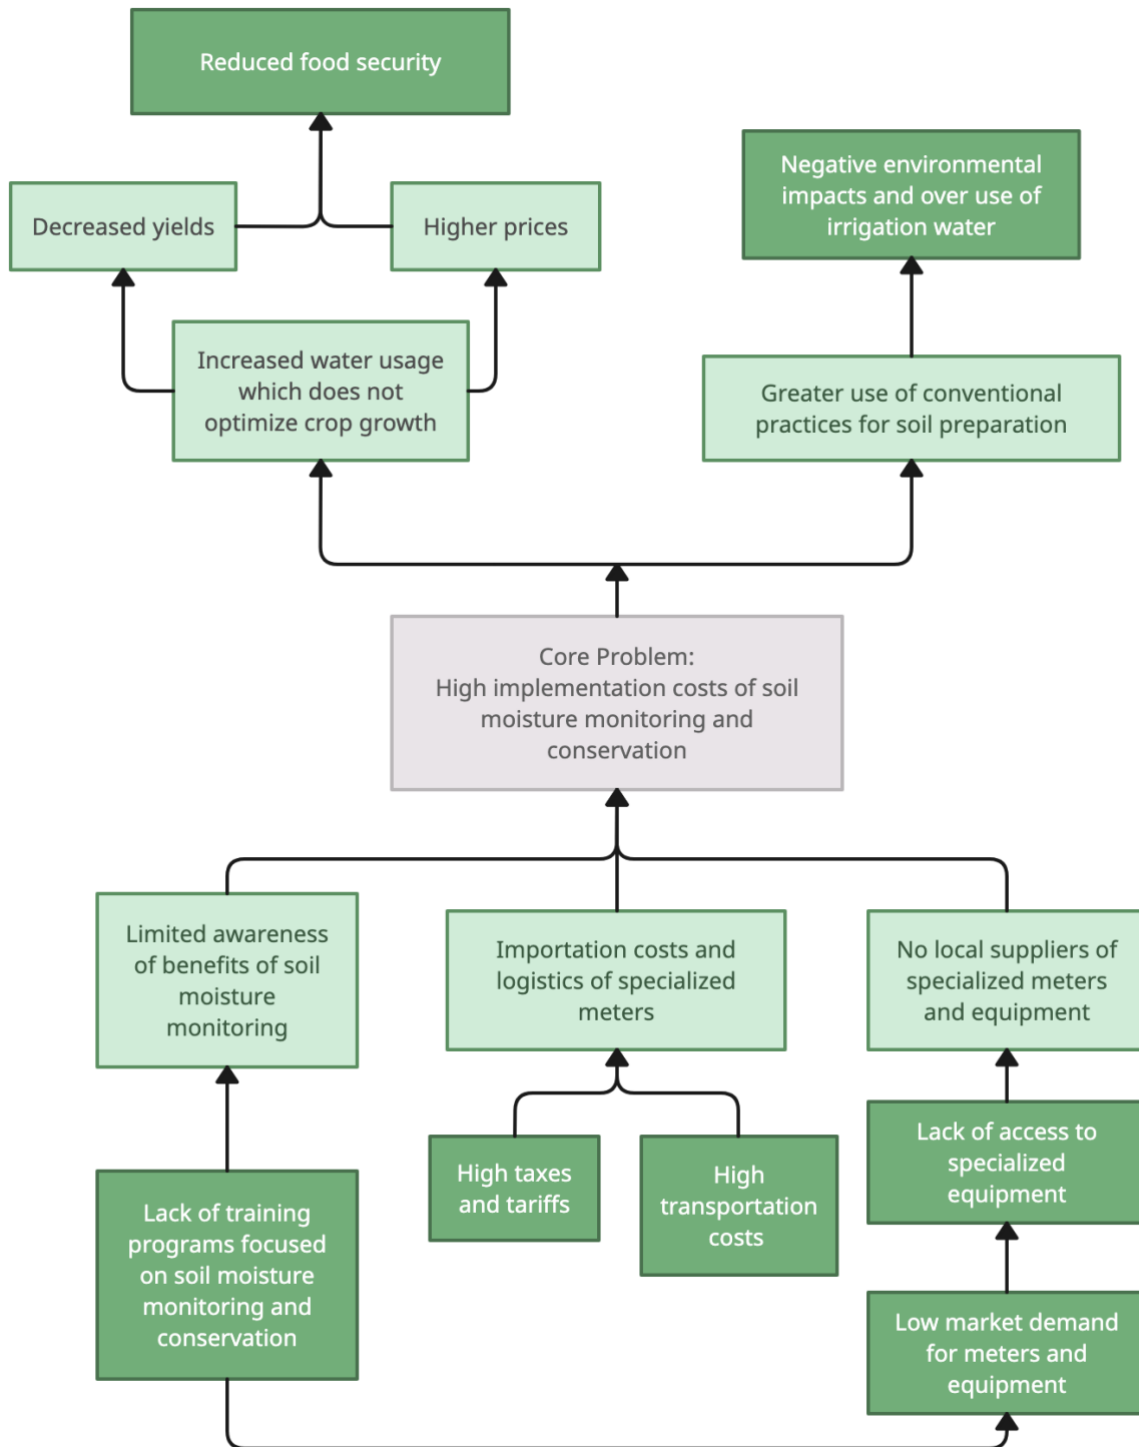 Reduced food security
Negative environmental
impacts and over use of
irrigation water
Decreased yields
Higher prices
Increased water usage
which does not
optimize crop growth
Greater use of conventional
practices for soil preparation
Core Problem:
High implementation costs of soil
moisture monitoring and
conservation
Limited awareness
of benefits of soil
moisture
monitoring
Importation costs and
logistics of specialized
meters
No local suppliers of
specialized meters
and equipment
High taxes
and tariffs
High
transportation
costs
Lack of access to
specialized
equipment
Lack of training
programs focused
on soil moisture
monitoring and
conservation
Low market demand
for meters and
equipment